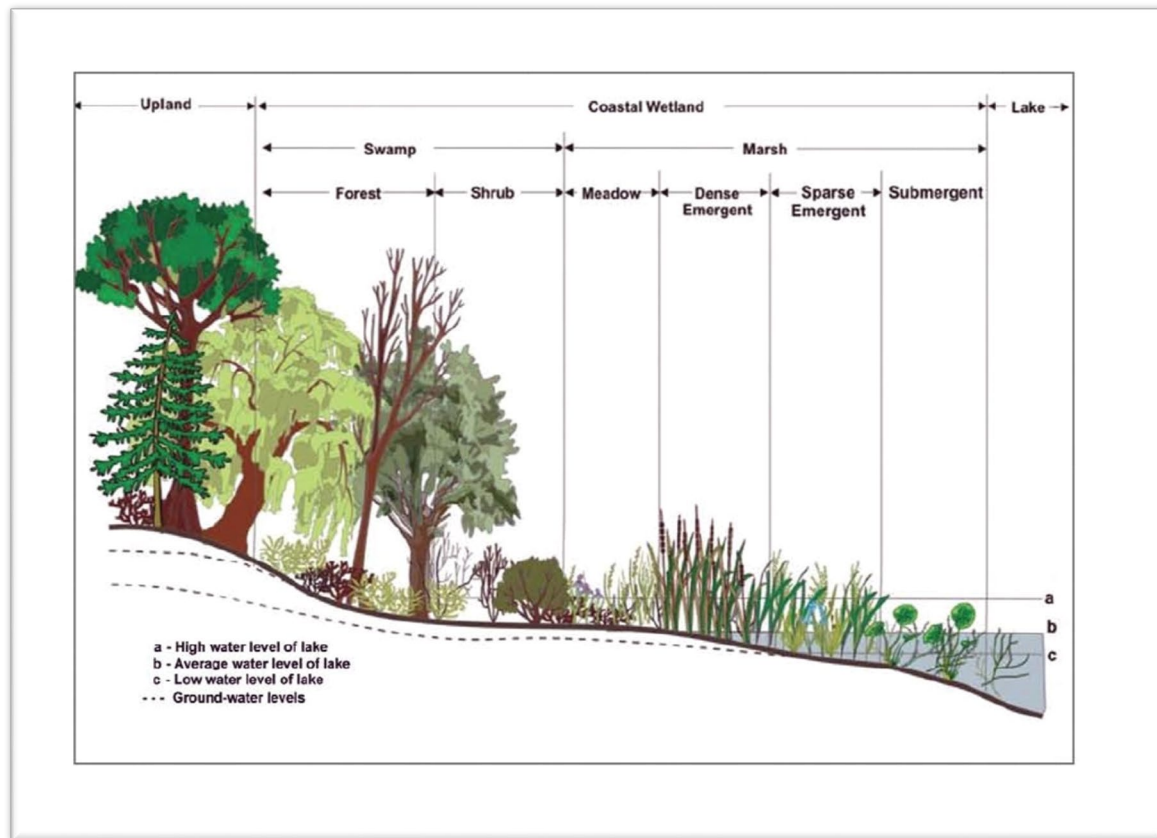 Upland
Coastal Wetland
Lake
Swamp
Marsh
Forest
Shrub
Meadow
Dense
Emergent
Sparse
Emergent
Submergent
a
b
c
a - High water level of lake
b - Average water level of lake
c - Low water level of lake
--- Ground-water levels